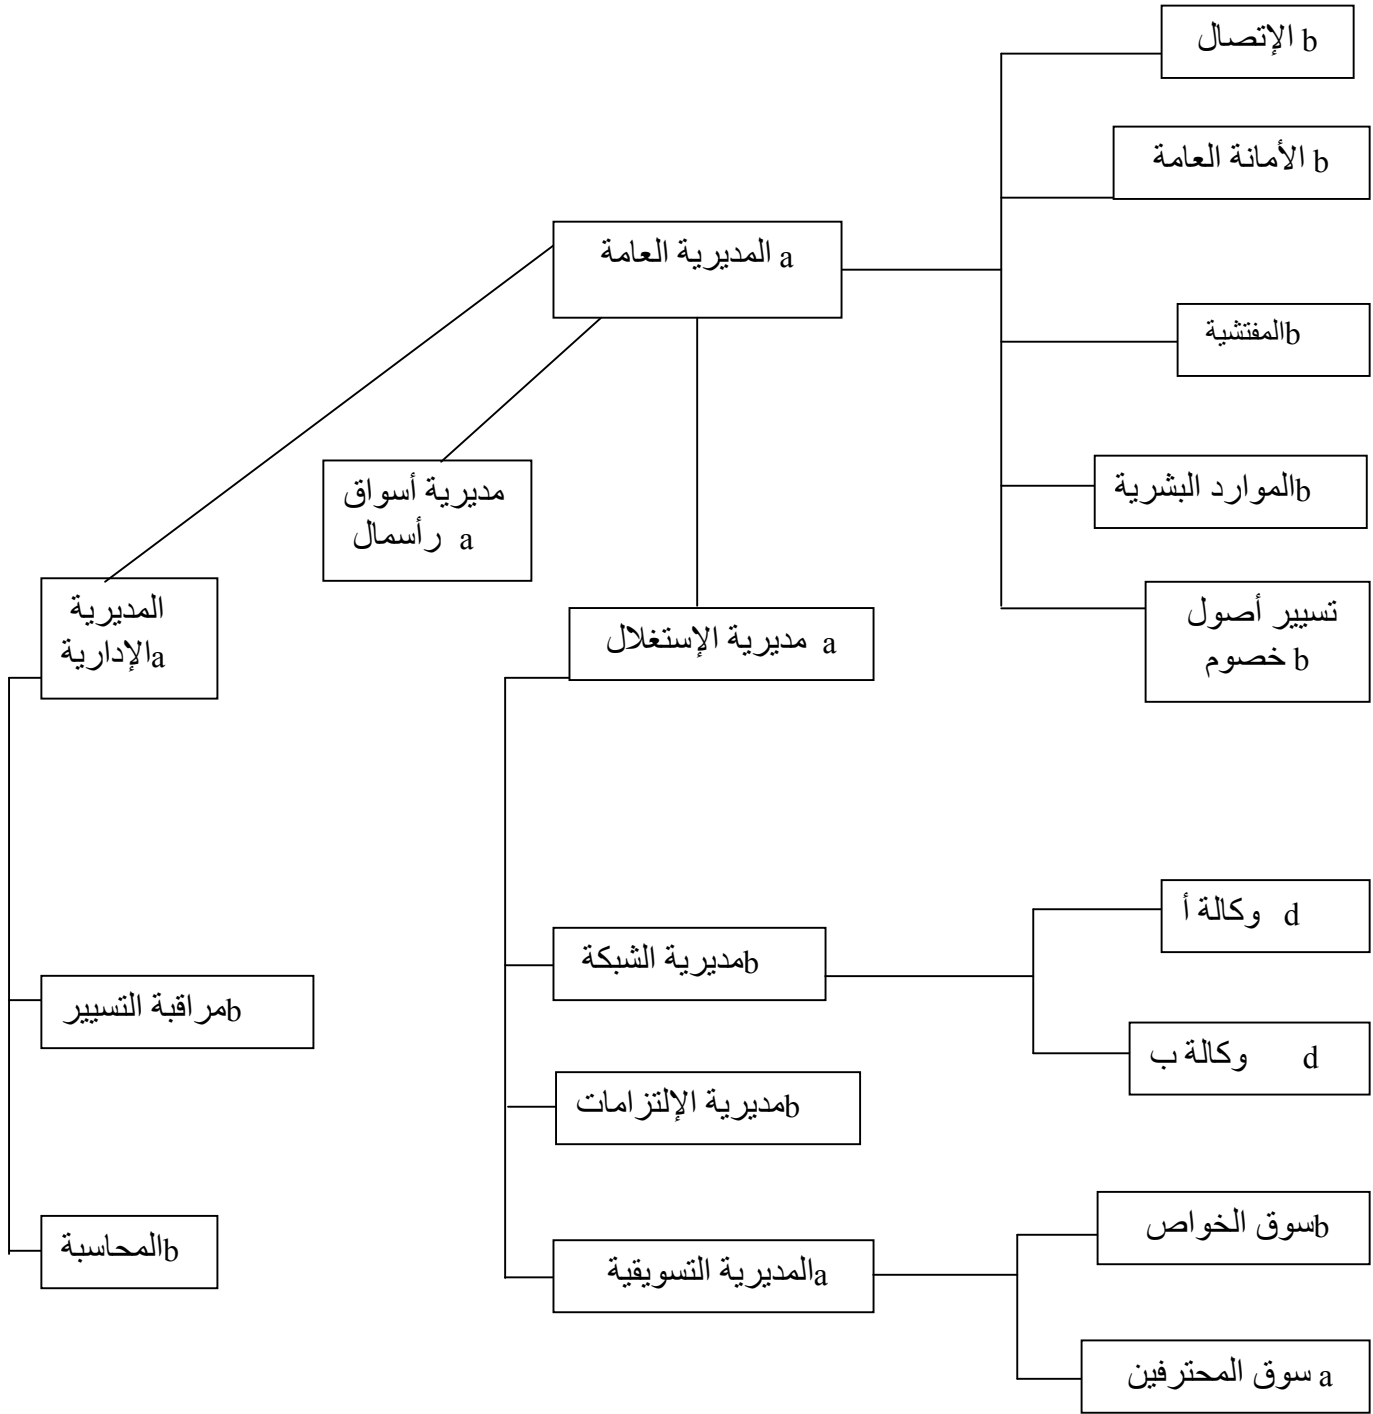 b الإتصال
b الأمانة العامة
a المديرية العامة
bالمفتشية
مديرية أسواق
a رأسمال
bالموارد البشرية
المديرية
aالإدارية
a مديرية الإستغلال
تسيير أصول
b خصوم
d وكالة أ
bمديرية الشبكة
bمراقبة التسيير
d وكالة ب
bمديرية الإلتزامات
bسوق الخواص
bالمحاسبة
aالمديرية التسويقية
a سوق المحترفين